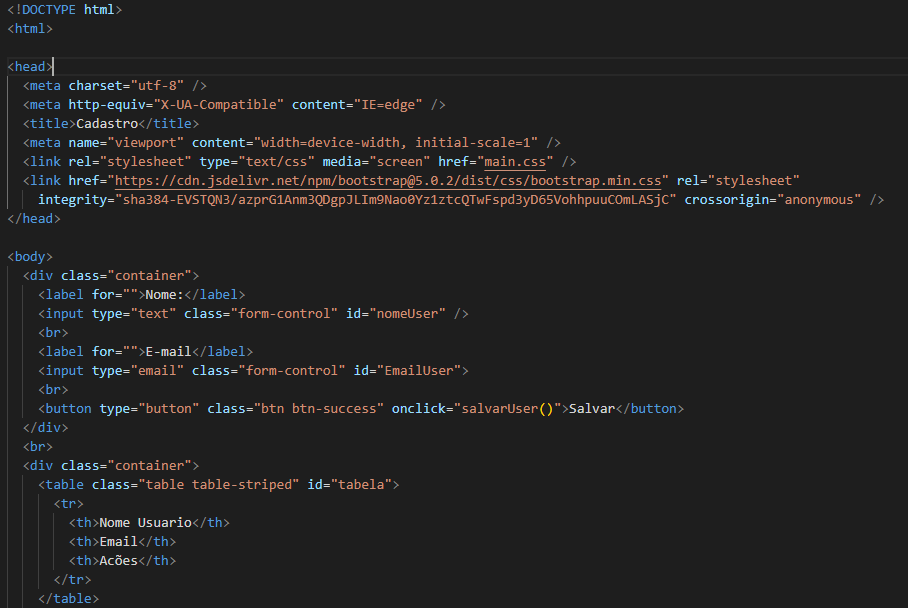 <!DOCTYPE html>
<html>
<head>
<meta charset="utf-8" />
<meta http-equiv="X-UA-Compatible" content="IE=edge" />
<title>Cadastro</title>
<meta name="viewport" content="width=device-width, initial-scale=1" />
<link rel="stylesheet" type="text/css" media="screen" href="main.css" />
<link href="https://cdn.jsdelivr.net/npm/bootstrap@5.0.2/dist/css/bootstrap.min.css" rel="stylesheet"
integrity="sha384-EVSTQN3/azprG1Anm3QDgpJLIm9Nao0Yz1ztcQTwFspd3yD65VohhpuuCOmLASjC" crossorigin="anonymous" />
</head>
<body>
<div class="container">
<label for="">Nome:</label>
<input type="text" class="form-control" id="nomeUser" />
<br>
<label for="">E-mail</label>
<input type="email" class="form-control" id="EmailUser">
<br>
<button type="button" class="btn btn-success" onclick="salvarUser()">Salvar</button>
</div>
<br>
<div class="container">
<table class="table table-striped" id="tabela">
<tr>
<th>Nome Usuario</th>
<th>Email</th>
<th>Acões</th>
</tr>
</table>